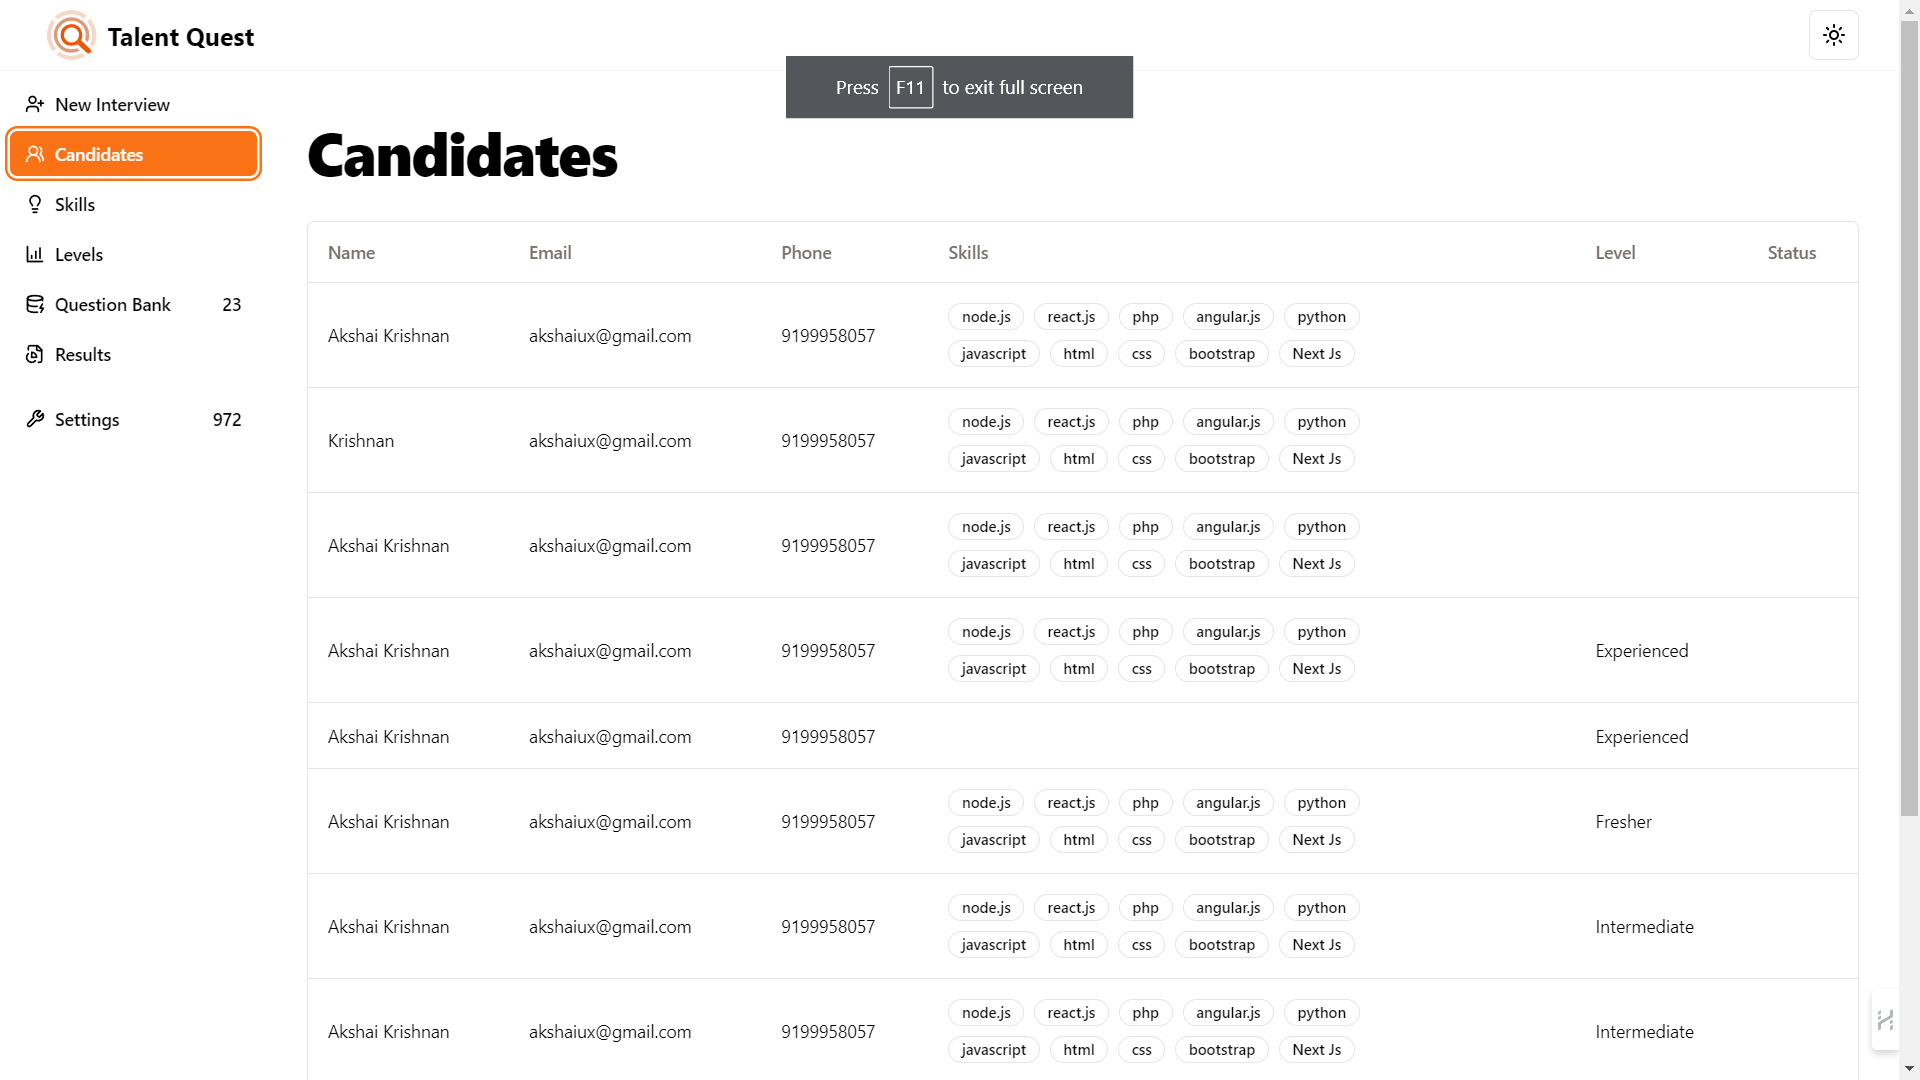 Talent Quest
Press F11 to exit full screen
New Interview
Candidates
Skills
Levels
Question Bank 23
Results
Settings 972
Candidates
Name Email Phone Skills Level Status
Akshai Krishnan akshaiux@gmail.com 9199958057 node.js react.js php angular.js python
javascript html css bootstrap Next Js
Krishnan akshaiux@gmail.com 9199958057 node.js react.js php angular.js python
javascript html css bootstrap Next Js
Akshai Krishnan akshaiux@gmail.com 9199958057 node.js react.js php angular.js python
javascript html css bootstrap Next Js
Akshai Krishnan akshaiux@gmail.com 9199958057 node.js react.js php angular.js python
javascript html css bootstrap Next Js Experienced
Akshai Krishnan akshaiux@gmail.com 9199958057 Experienced
Akshai Krishnan akshaiux@gmail.com 9199958057 node.js react.js php angular.js python
javascript html css bootstrap Next Js Fresher
Akshai Krishnan akshaiux@gmail.com 9199958057 node.js react.js php angular.js python
javascript html css bootstrap Next Js Intermediate
Akshai Krishnan akshaiux@gmail.com 9199958057 node.js react.js php angular.js python
javascript html css bootstrap Next Js Intermediate